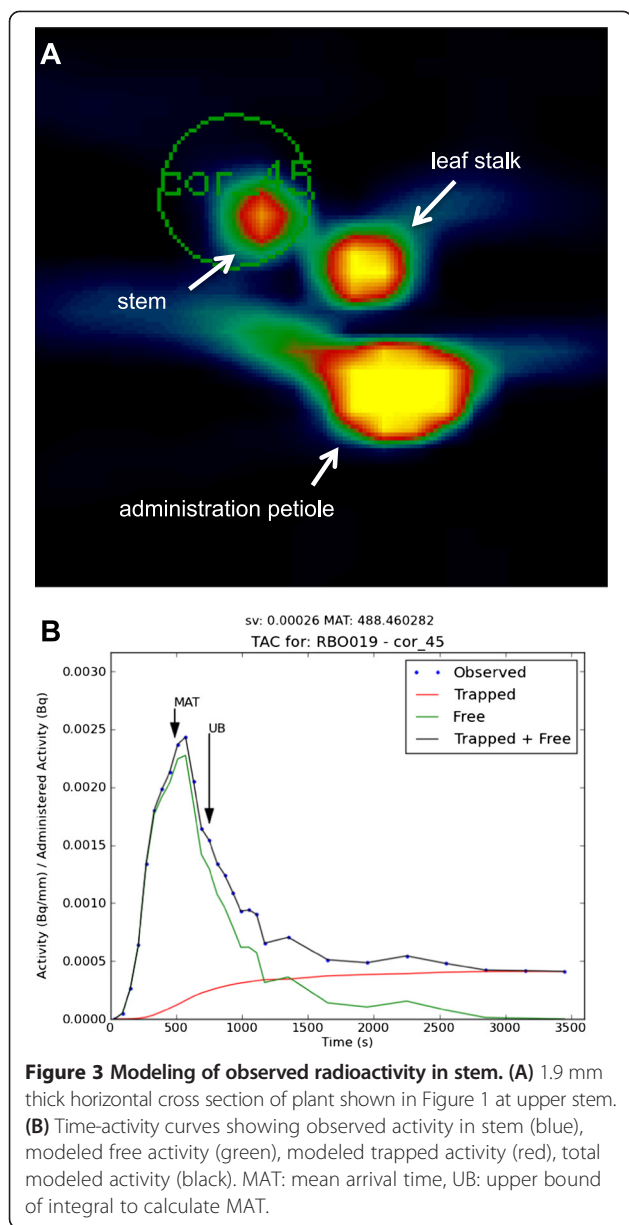 A
cor_45
leaf stalk
stem
administration petiole
B
sv: 0.00026 MAT: 488.460282
TAC for: RBO019 - cor_45
Activity (Bq/mm) / Administered Activity (Bq)
0.0030
0.0025
0.0020
0.0015
0.0010
0.0005
0.0000
MAT
UB
Observed
Trapped
Free
Trapped + Free
0 500 1000 1500 2000 2500 3000 3500
Time (s)
Figure 3 Modeling of observed radioactivity in stem. (A) 1.9 mm
thick horizontal cross section of plant shown in Figure 1 at upper stem.
(B) Time-activity curves showing observed activity in stem (blue),
modeled free activity (green), modeled trapped activity (red), total
modeled activity (black). MAT: mean arrival time, UB: upper bound
of integral to calculate MAT.